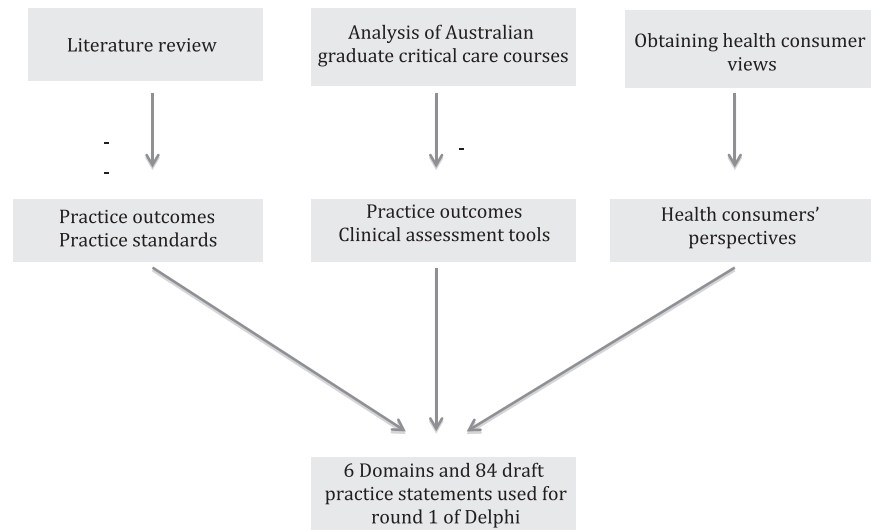 Literature review
Analysis of Australian
graduate critical care courses
Obtaining health consumer
views
-
-
-
Practice outcomes
Practice standards
Practice outcomes
Clinical assessment tools
Health consumers’
perspectives
6 Domains and 84 draft
practice statements used for
round 1 of Delphi